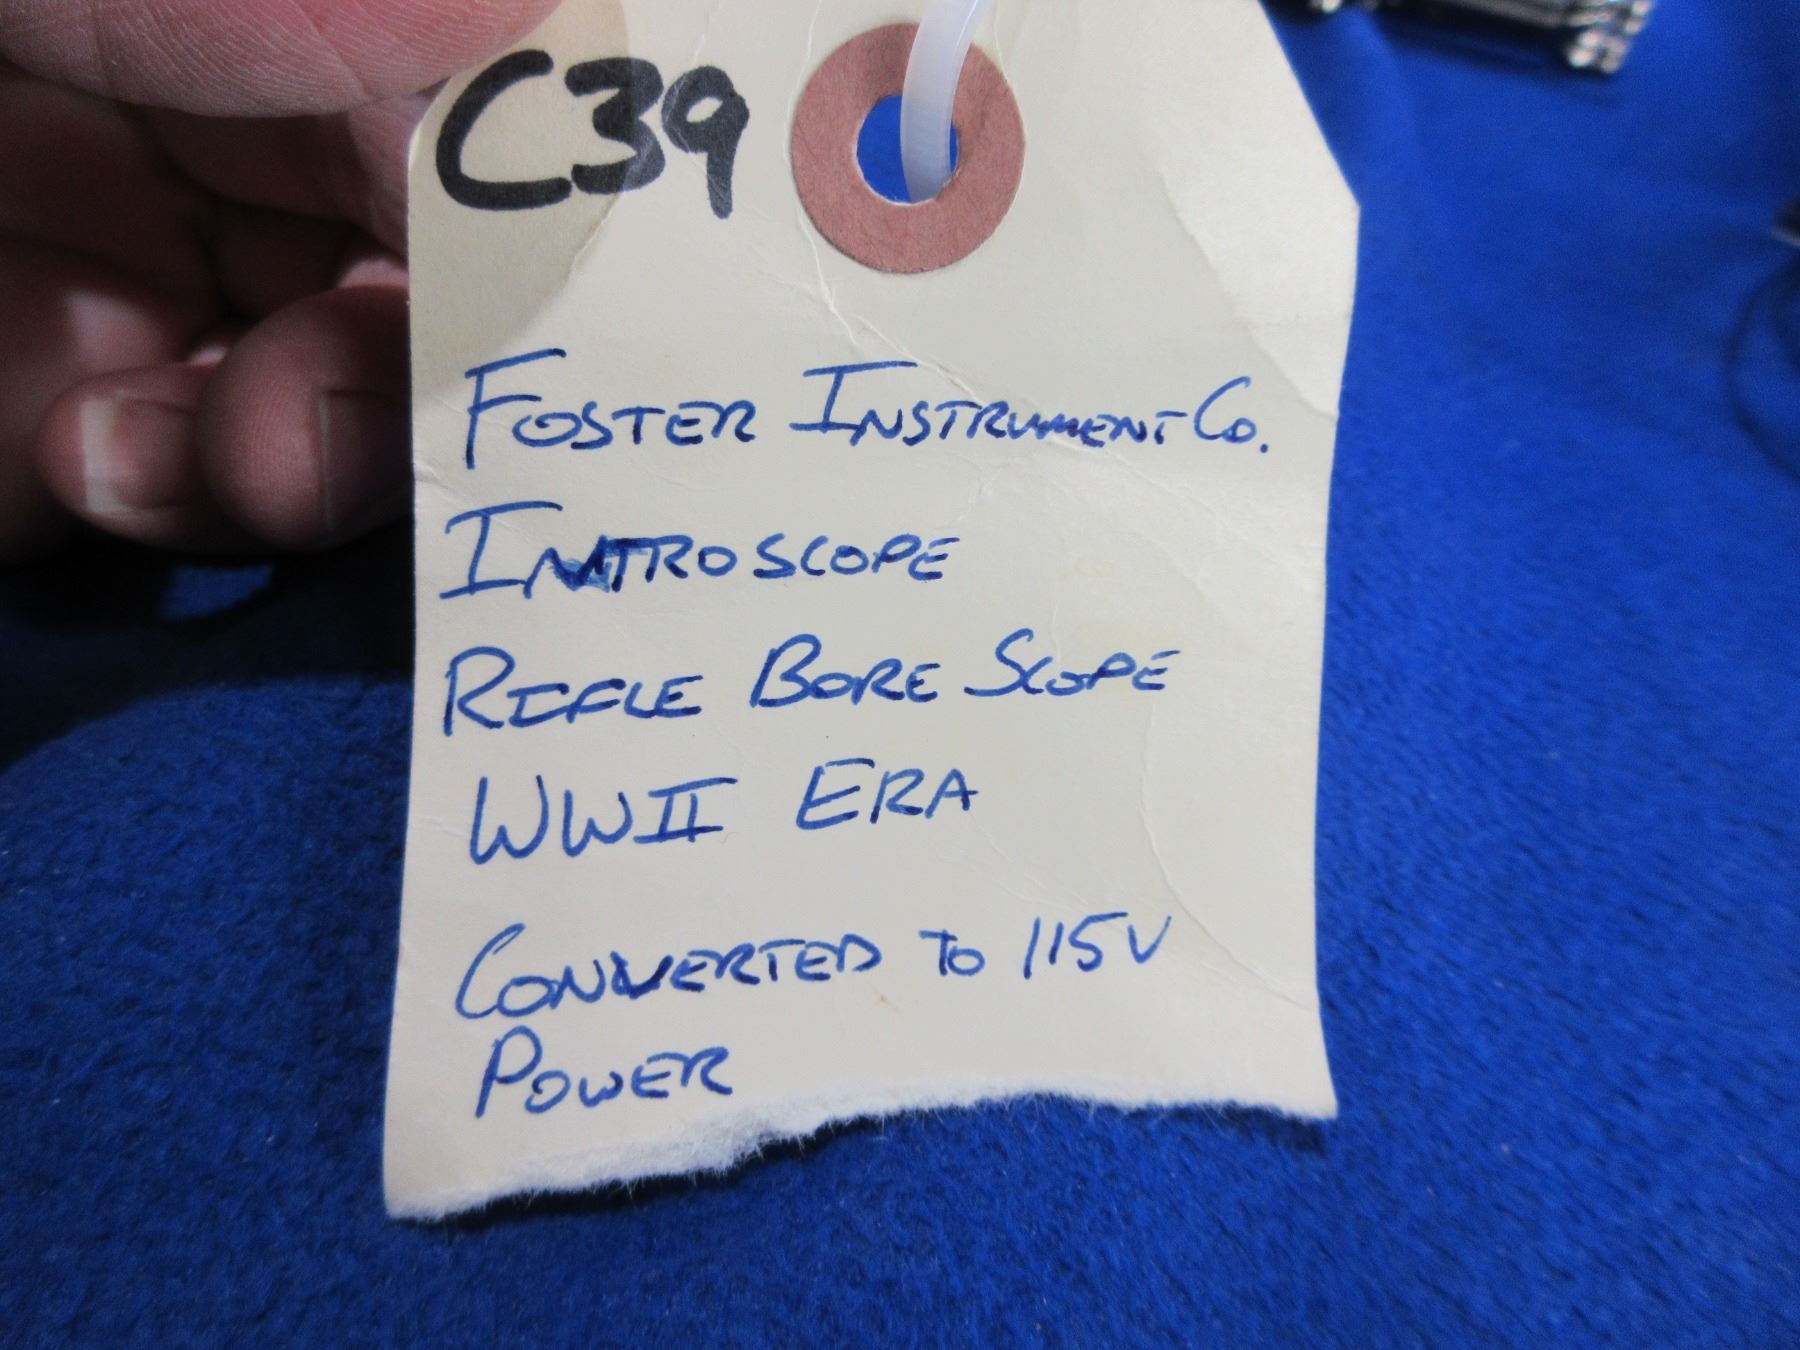 C39
FOSTER INSTRUMENT CO.
INTROSCOPE
RIFLE BORE SCOPE
WWII ERA
CONVERTED TO 115V
POWER